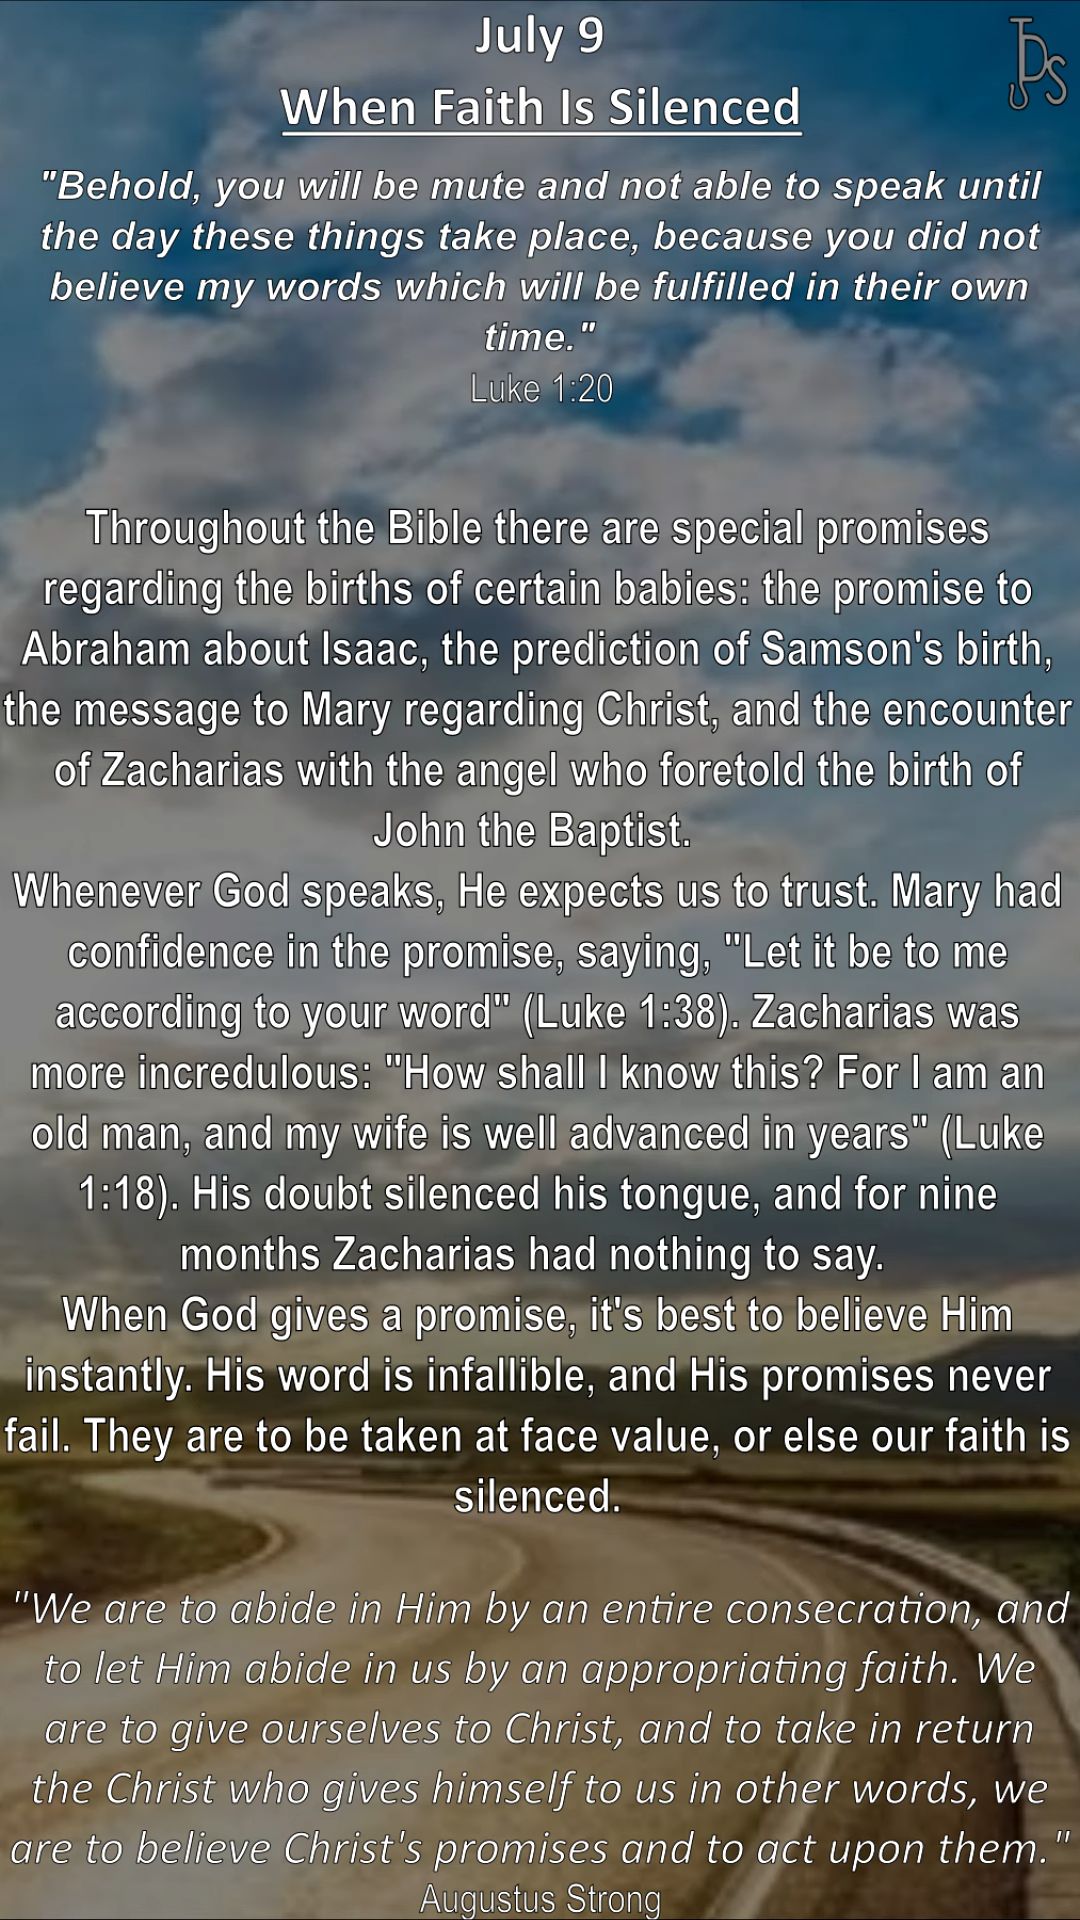 July 9
When Faith Is Silenced
"Behold, you will be mute and not able to speak until
the day these things take place, because you did not
believe my words which will be fulfilled in their own
time."
Luke 1:20
Throughout the Bible there are special promises
regarding the births of certain babies: the promise to
Abraham about Isaac, the prediction of Samson's birth,
the message to Mary regarding Christ, and the encounter
of Zacharias with the angel who foretold the birth of
John the Baptist.
Whenever God speaks, He expects us to trust. Mary had
confidence in the promise, saying, "Let it be to me
according to your word" (Luke 1:38). Zacharias was
more incredulous: "How shall I know this? For I am an
old man, and my wife is well advanced in years" (Luke
1:18). His doubt silenced his tongue, and for nine
months Zacharias had nothing to say.
When God gives a promise, it's best to believe Him
instantly. His word is infallible, and His promises never
fail. They are to be taken at face value, or else our faith is
silenced.
"We are to abide in Him by an entire consecration, and
to let Him abide in us by an appropriating faith. We
are to give ourselves to Christ, and to take in return
the Christ who gives himself to us in other words, we
are to believe Christ's promises and to act upon them."
Augustus Strong